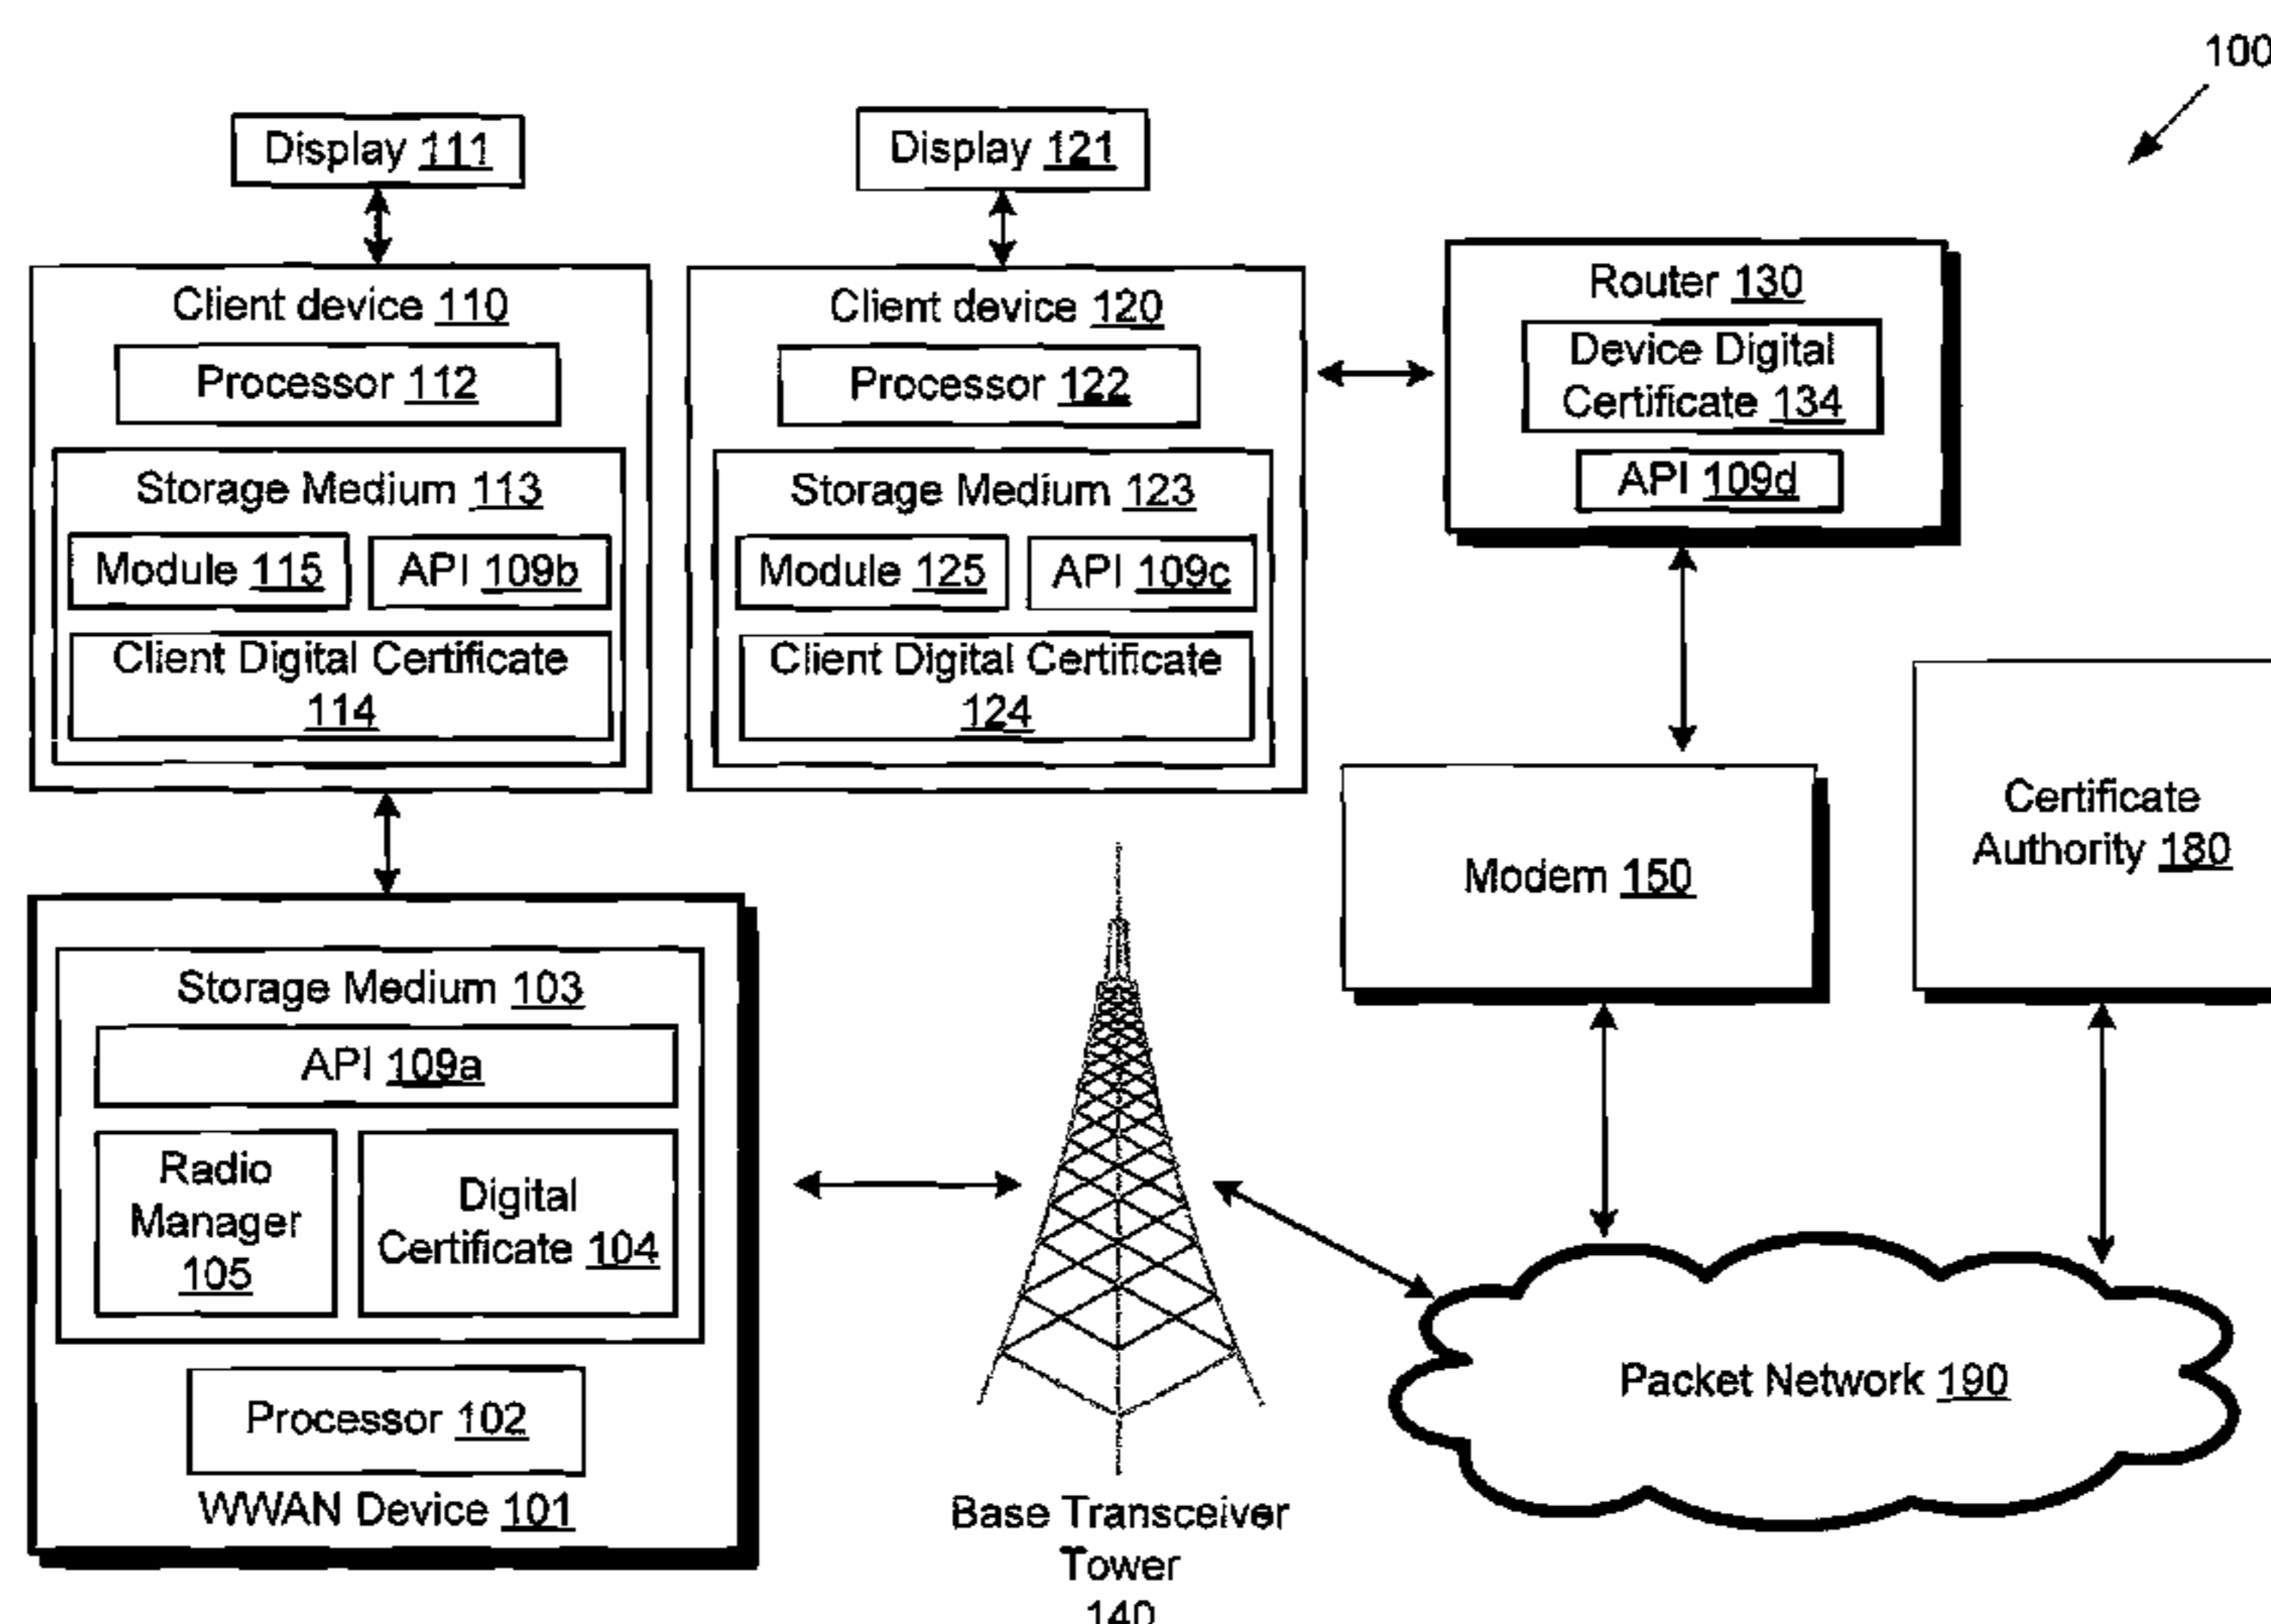 100
Display 111
Display 121
Client device 110
Processor 112
Storage Medium 113
Module 115
API 109b
Client Digital Certificate
114
Client device 120
Processor 122
Storage Medium 123
Module 125
API 109c
Client Digital Certificate
124
Router 130
Device Digital
Certificate 134
API 109d
Modem 150
Certificate
Authority 180
Storage Medium 103
API 109a
Radio
Manager
105
Digital
Certificate 104
Processor 102
WWAN Device 101
Base Transceiver
Tower
140
Packet Network 190